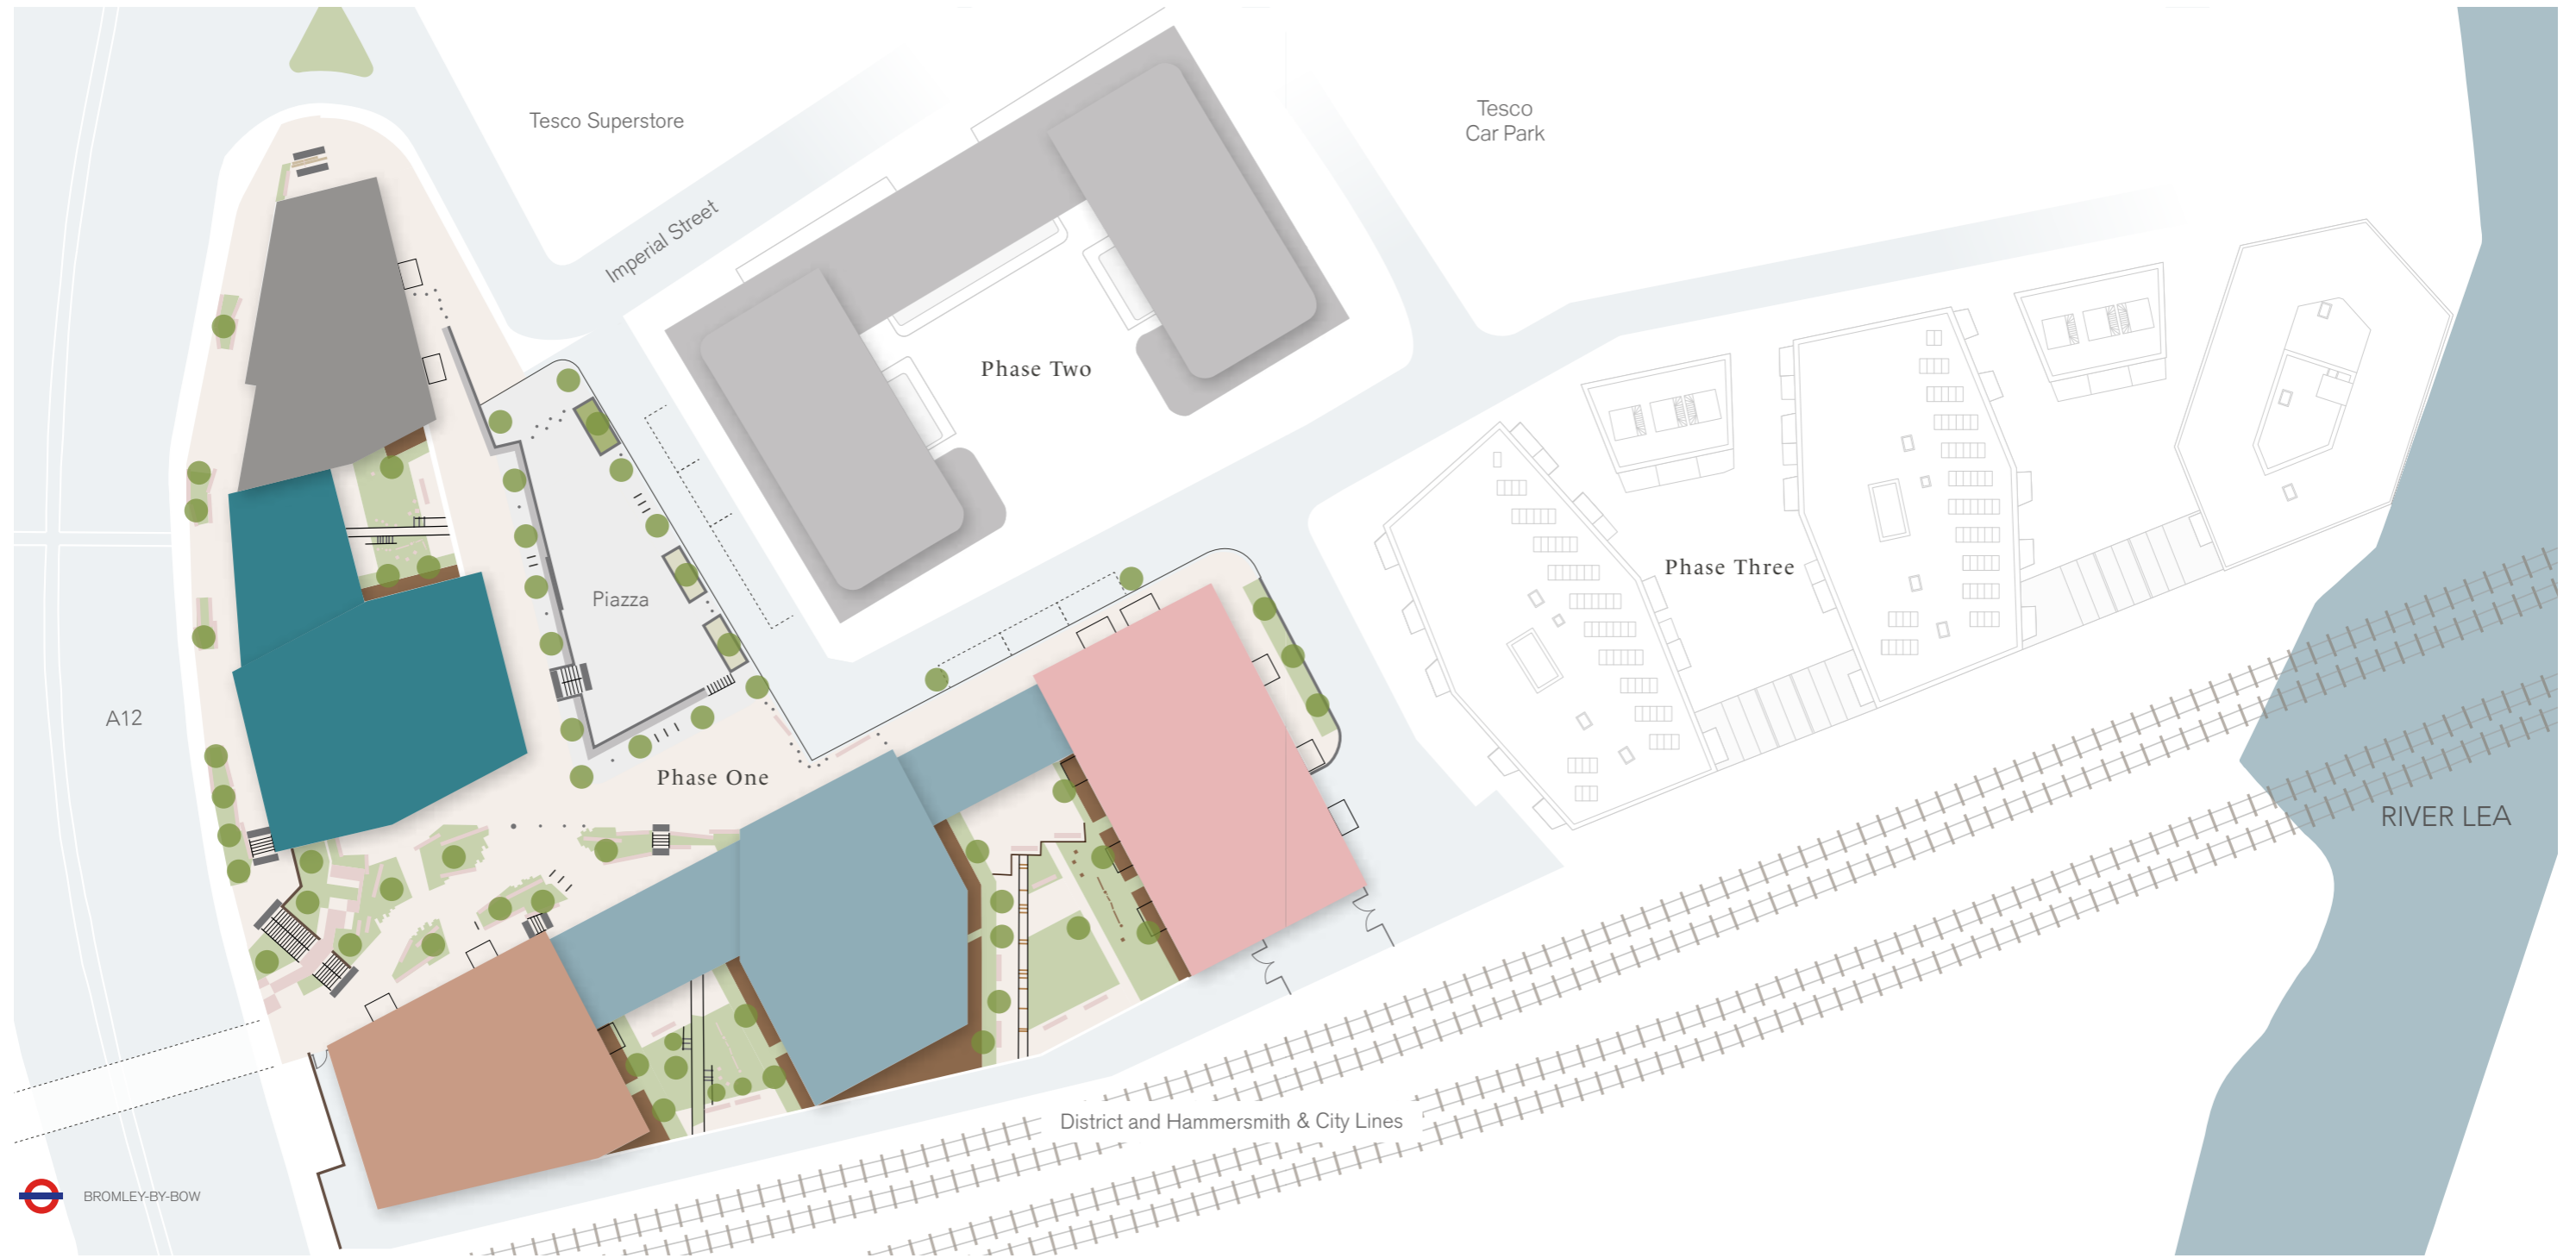 Tesco Superstore
Tesco
Car Park
Imperial Street
Phase Two
Phase Three
Piazza
A12
Phase One
RIVER LEA
District and Hammersmith & City Lines
BROMLEY-BY-BOW